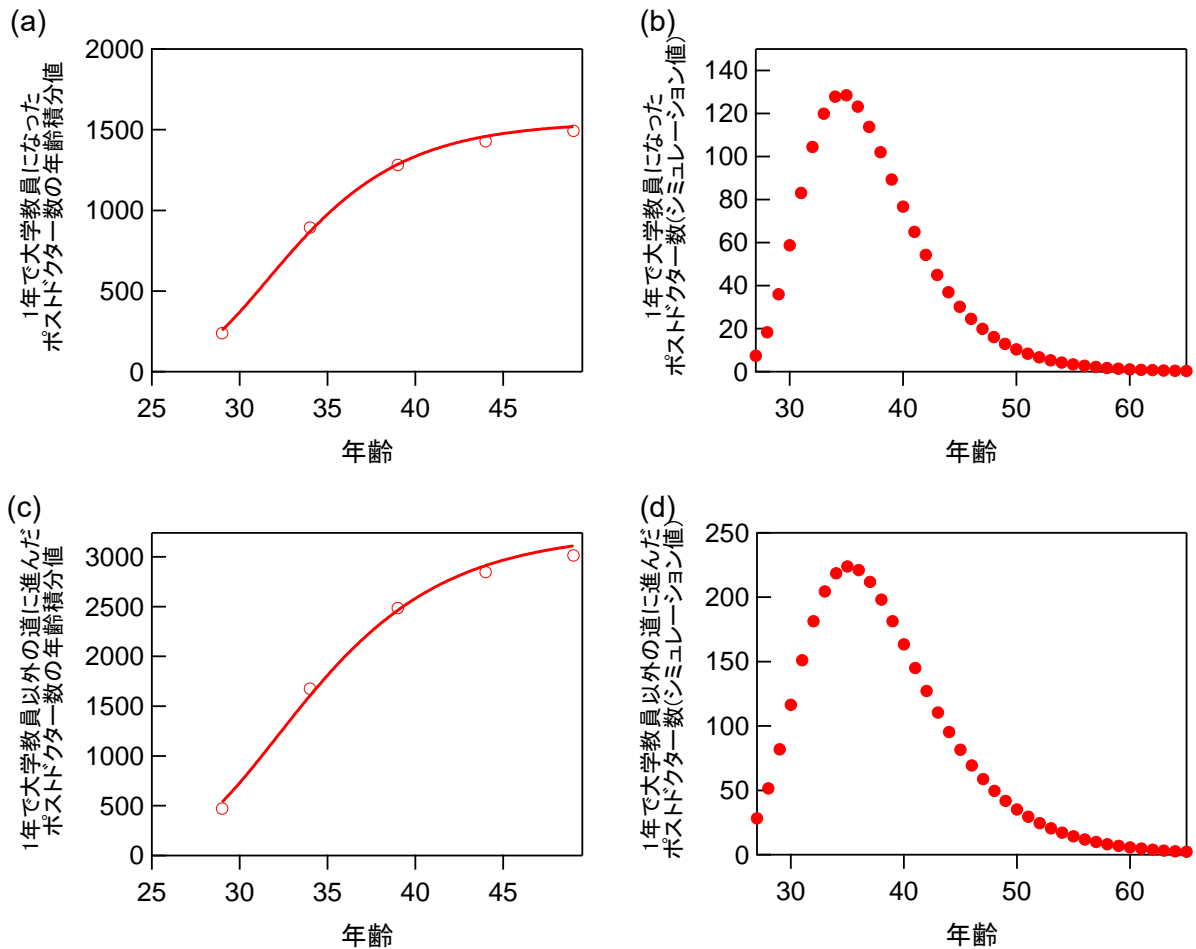 (a)
1年で大学教員になった
ポストドクター数の年齢積分値
2000
1500
1000
500
0
25
30
35
40
45
年齢
(b)
1年で大学教員になった
ポストドクター数(シミュレーション値)
140
120
100
80
60
40
20
0
30
40
50
60
年齢
(c)
1年で大学教員以外の道に進んだ
ポストドクター数の年齢積分値
3000
2500
2000
1500
1000
500
0
25
30
35
40
45
年齢
(d)
1年で大学教員以外の道に進んだ
ポストドクター数(シミュレーション値)
250
200
150
100
50
0
30
40
50
60
年齢